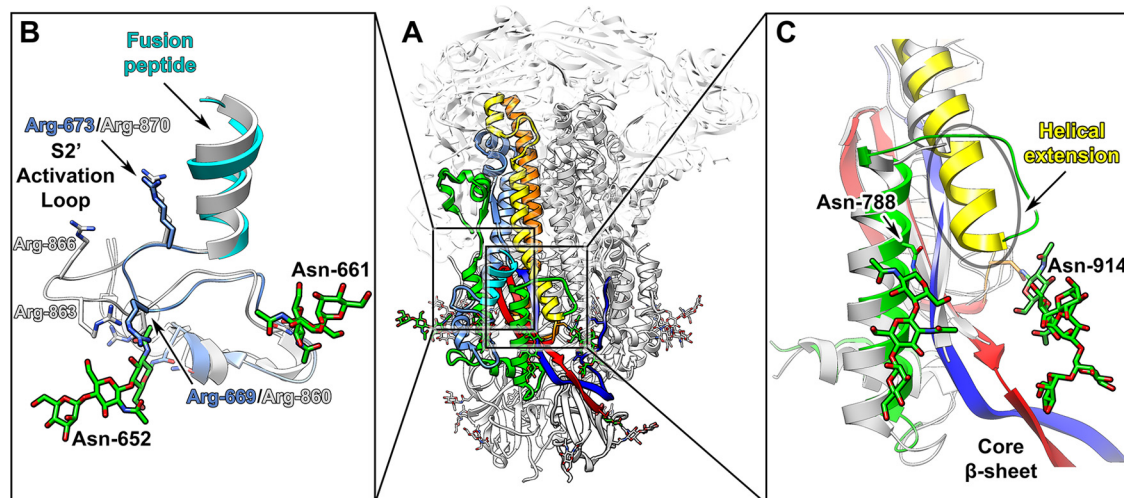 B
Fusion
peptide
Arg-673/Arg-870
S2'
Activation
Loop
Arg-866
Arg-863
Asn-661
Arg-669/Arg-860
Asn-652
A
C
Helical
extension
Asn-788
Asn-914
Core
β-sheet